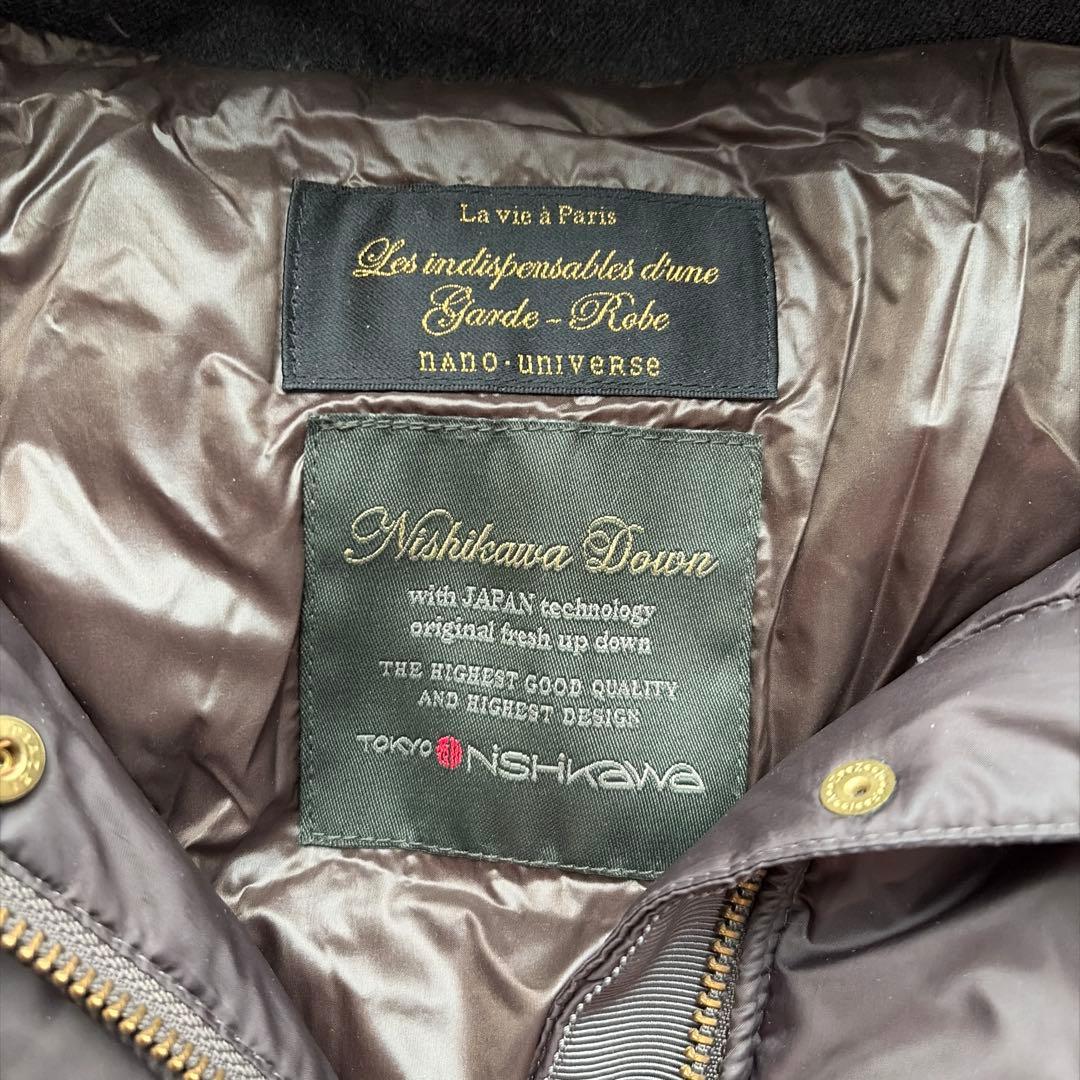 La vie à Paris
Les indispensables d'une
Garde-Robe
nano·universe
Nishikawa Down
with JAPAN technology
original fresh up down
THE HIGHEST GOOD QUALITY
AND HIGHEST DESIGN
TOKYO Nishikawa